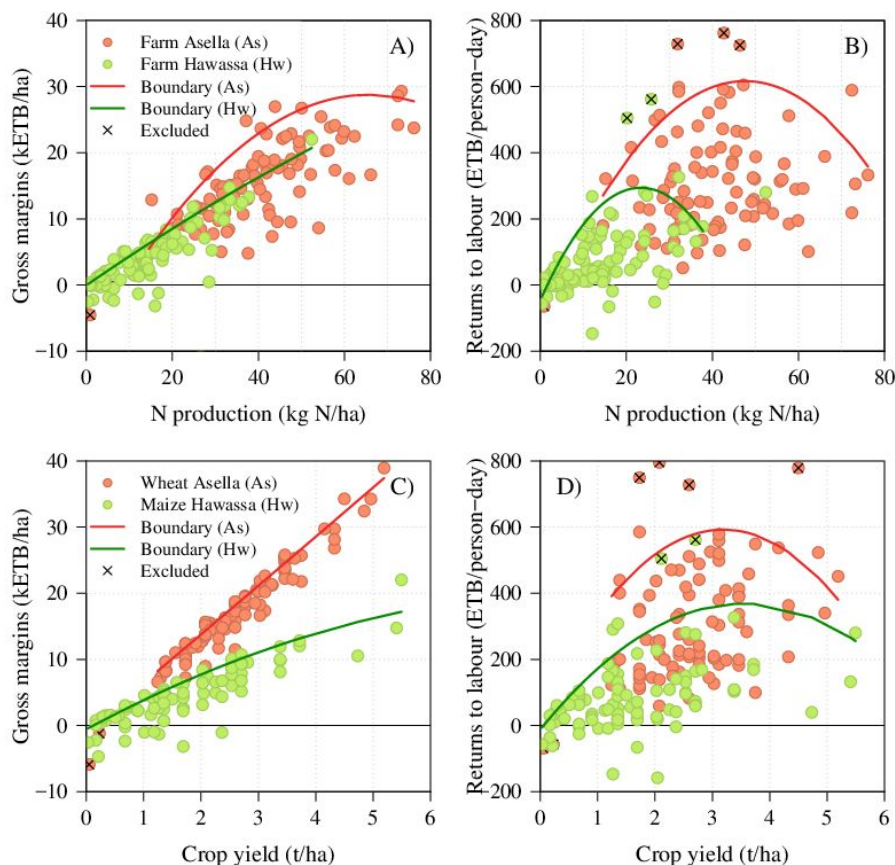 A)
Farm Asella (As)
Farm Hawassa (Hw)
Boundary (As)
Boundary (Hw)
Excluded
Gross margins (kETB/ha)
40
30
20
10
0
−10
0 20 40 60 80
N production (kg N/ha)
B)
Returns to labour (ETB/person−day)
800
600
400
200
0
−200
0 20 40 60 80
N production (kg N/ha)
C)
Wheat Asella (As)
Maize Hawassa (Hw)
Boundary (As)
Boundary (Hw)
Excluded
Gross margins (kETB/ha)
40
30
20
10
0
−10
0 1 2 3 4 5 6
Crop yield (t/ha)
D)
Returns to labour (ETB/person−day)
800
600
400
200
0
−200
0 1 2 3 4 5 6
Crop yield (t/ha)